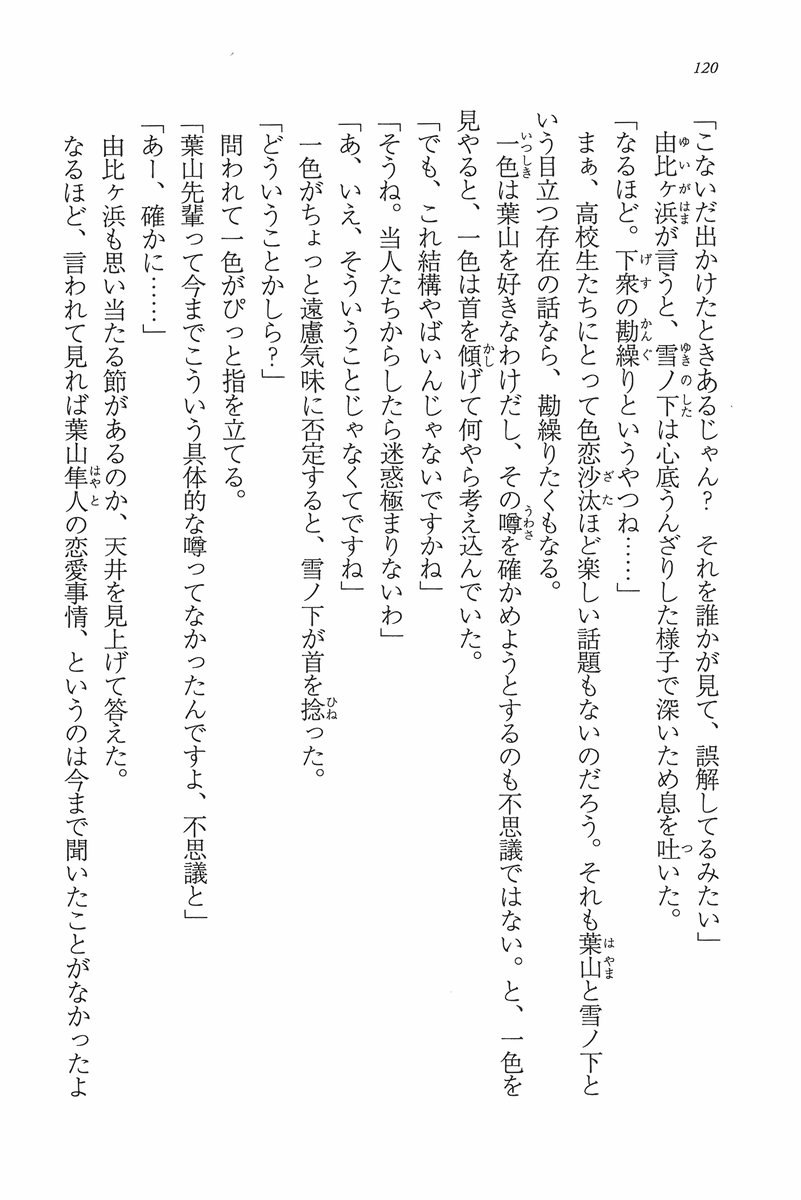 120
「こないだ出かけたときあるじゃん？　それを誰かが見て、誤解してるみたい」
由比ヶ浜が言うと、雪ノ下は心底うんざりした様子で深いため息を吐いた。
「なるほど。下衆の勘繰りというやつね……」
まぁ、高校生たちにとって色恋沙汰ほど楽しい話題もないのだろう。それも葉山と雪ノ下と
いう目立つ存在の話なら、勘繰りたくもなる。
一色は葉山を好きなわけだし、その噂を確かめようとするのも不思議ではない。と、一色を
見やると、一色は首を傾げて何やら考え込んでいた。
「でも、これ結構やばいんじゃないですかね」
「そうね。当人たちからしたら迷惑極まりないわ」
「あ、いえ、そういうことじゃなくてですね」
一色がちょっと遠慮気味に否定すると、雪ノ下が首を捻った。
「どういうことかしら？」
問われて一色がぴっと指を立てる。
「葉山先輩って今までこういう具体的な噂ってなかったんですよ、不思議と」
「あー、確かに……」
由比ヶ浜も思い当たる節があるのか、天井を見上げて答えた。
なるほど、言われて見れば葉山隼人の恋愛事情、というのは今まで聞いたことがなかったよ